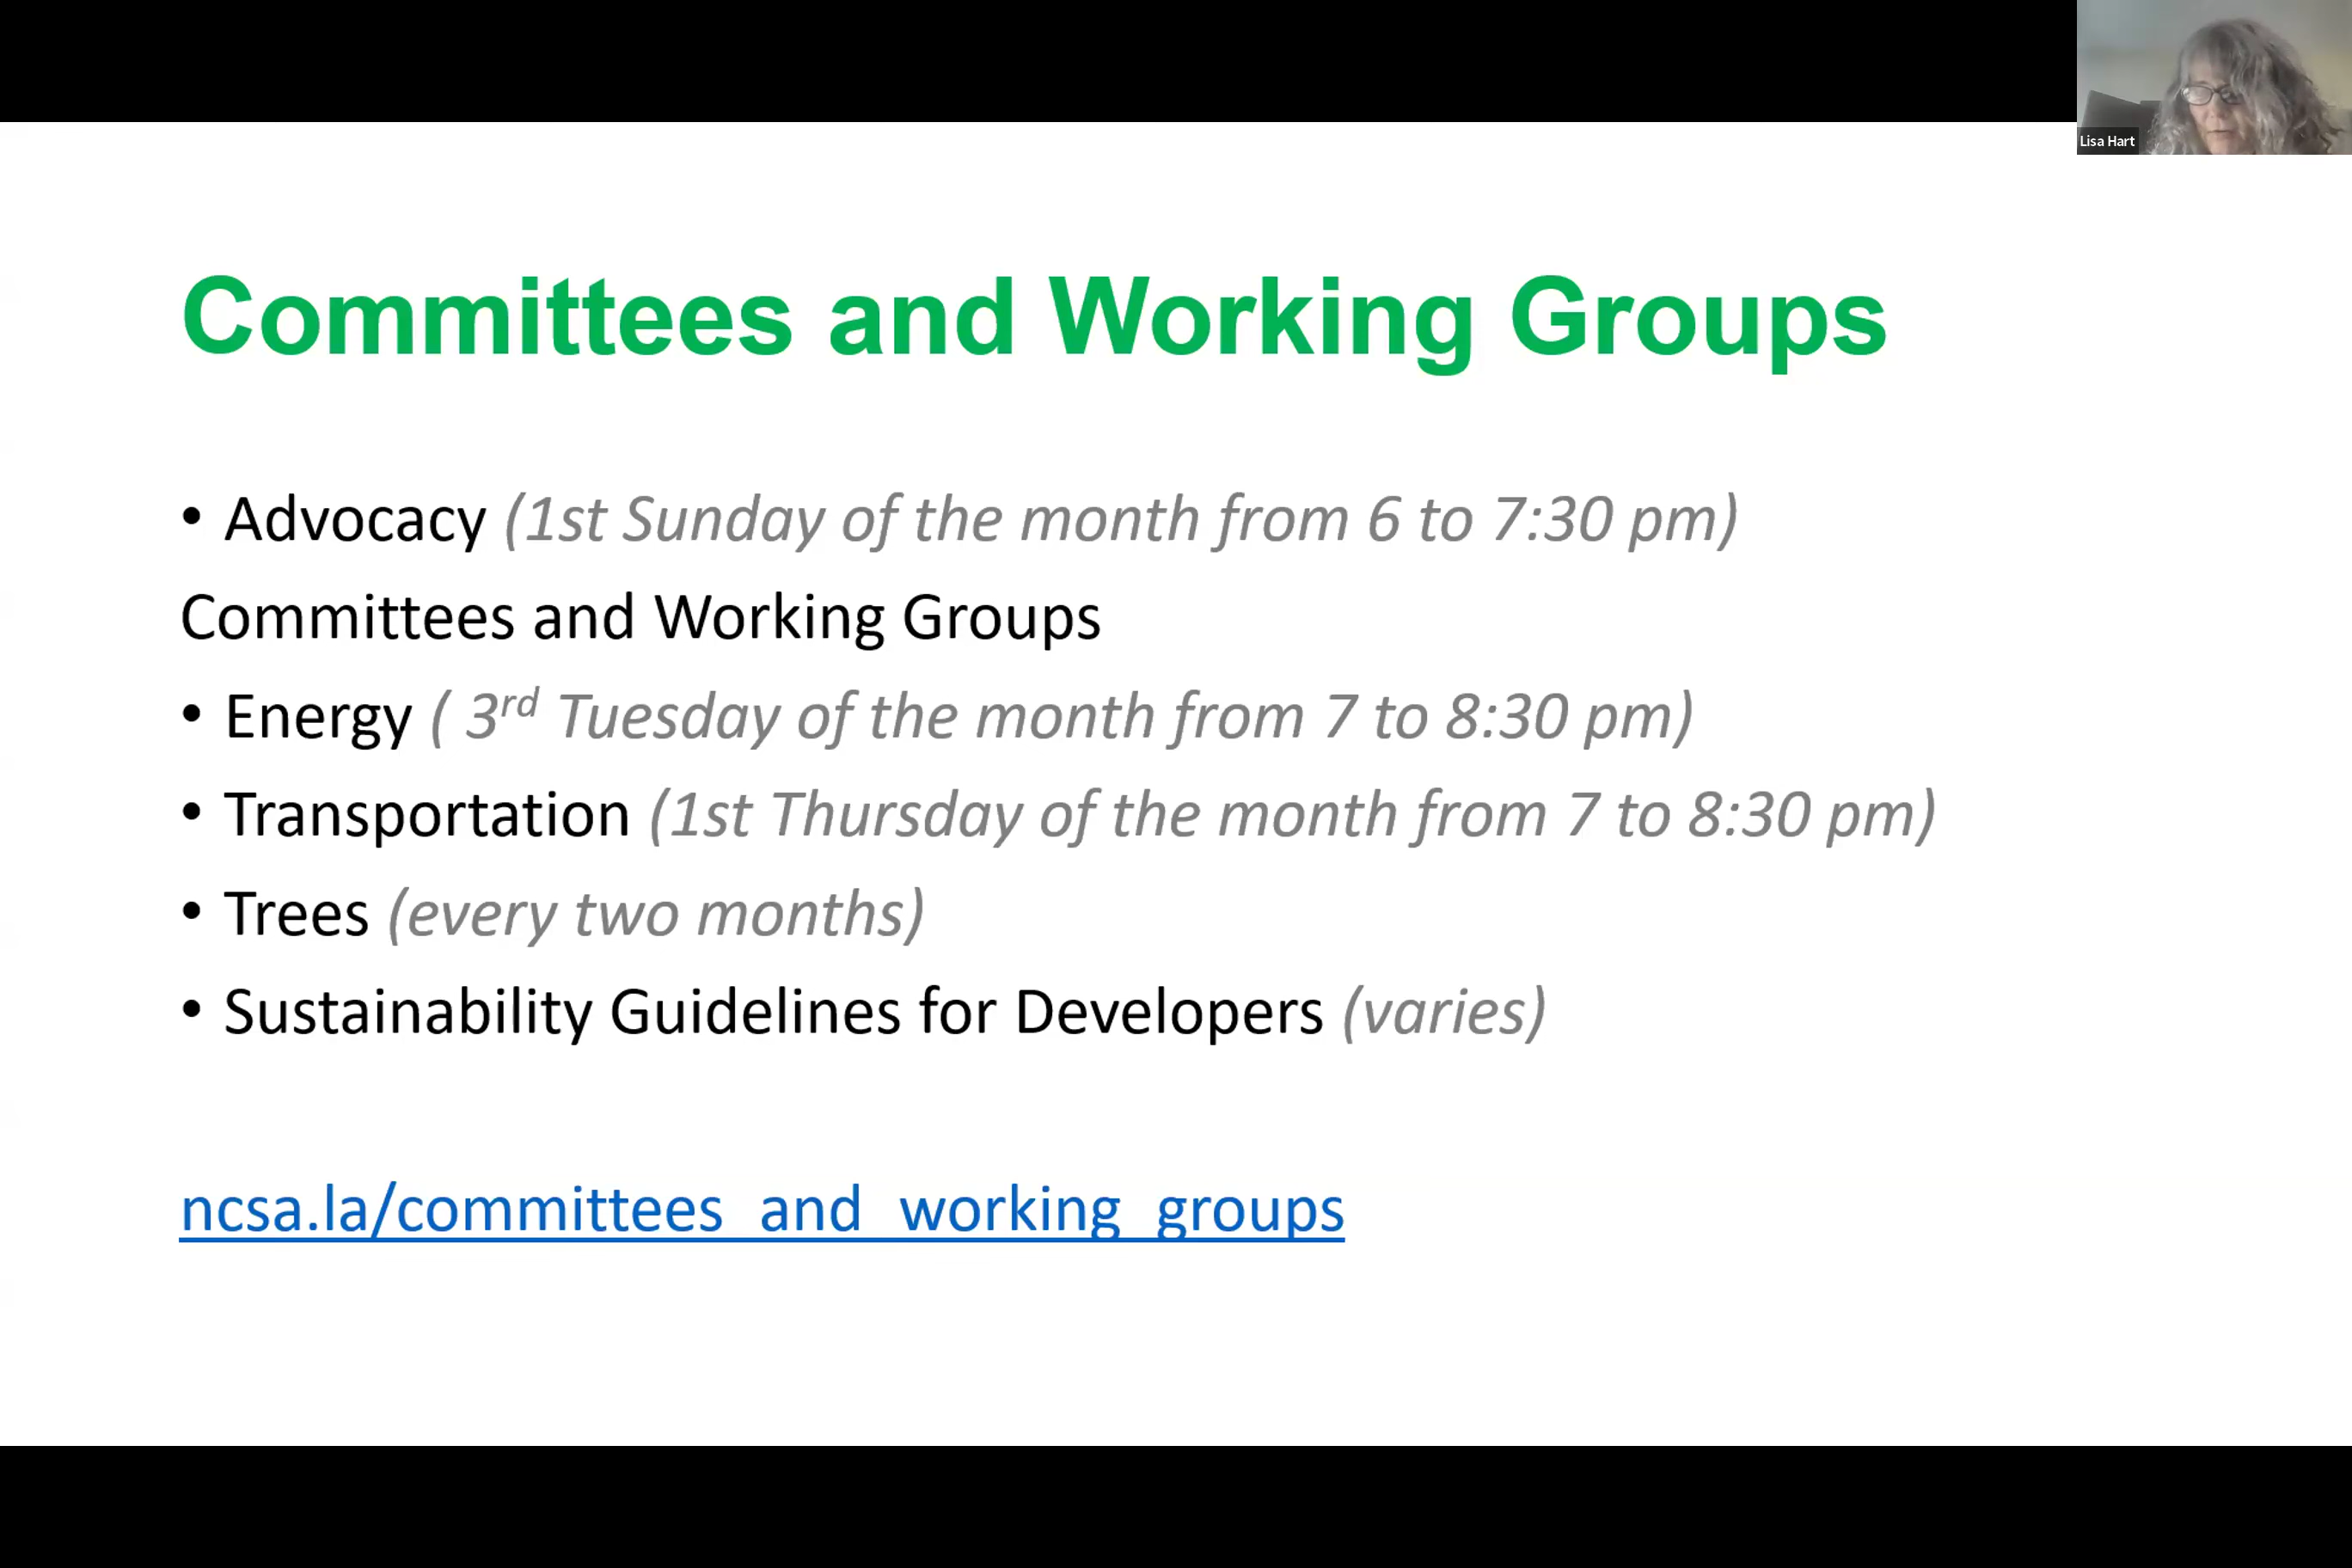 Lisa Hart
Committees and Working Groups
• Advocacy (1st Sunday of the month from 6 to 7:30 pm)
Committees and Working Groups
• Energy ( 3rd Tuesday of the month from 7 to 8:30 pm)
• Transportation (1st Thursday of the month from 7 to 8:30 pm)
• Trees (every two months)
• Sustainability Guidelines for Developers (varies)
ncsa.la/committees_and_working_groups